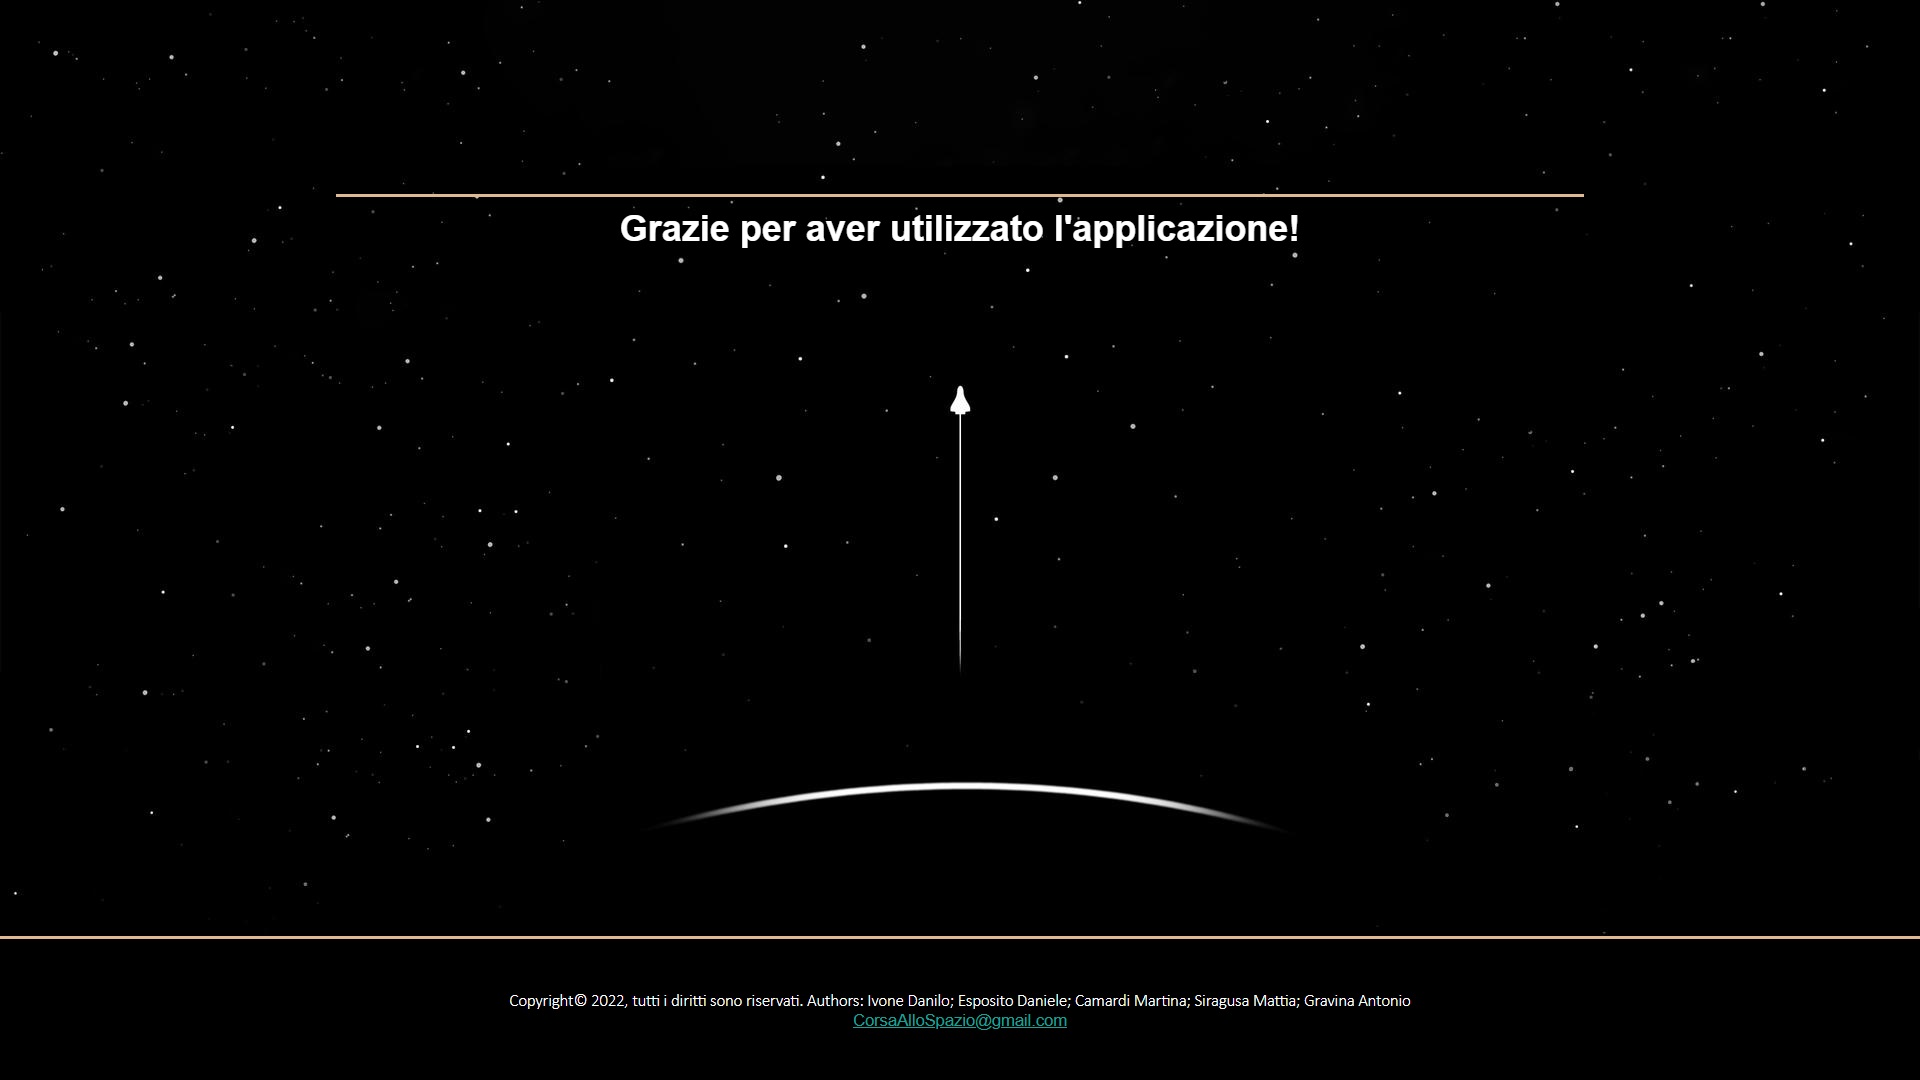 Grazie per aver utilizzato l'applicazione!
Copyright© 2022, tutti i diritti sono riservati. Authors: Ivone Danilo; Esposito Daniele; Camardi Martina; Siragusa Mattia; Gravina Antonio
CorsaAlloSpazio@gmail.com